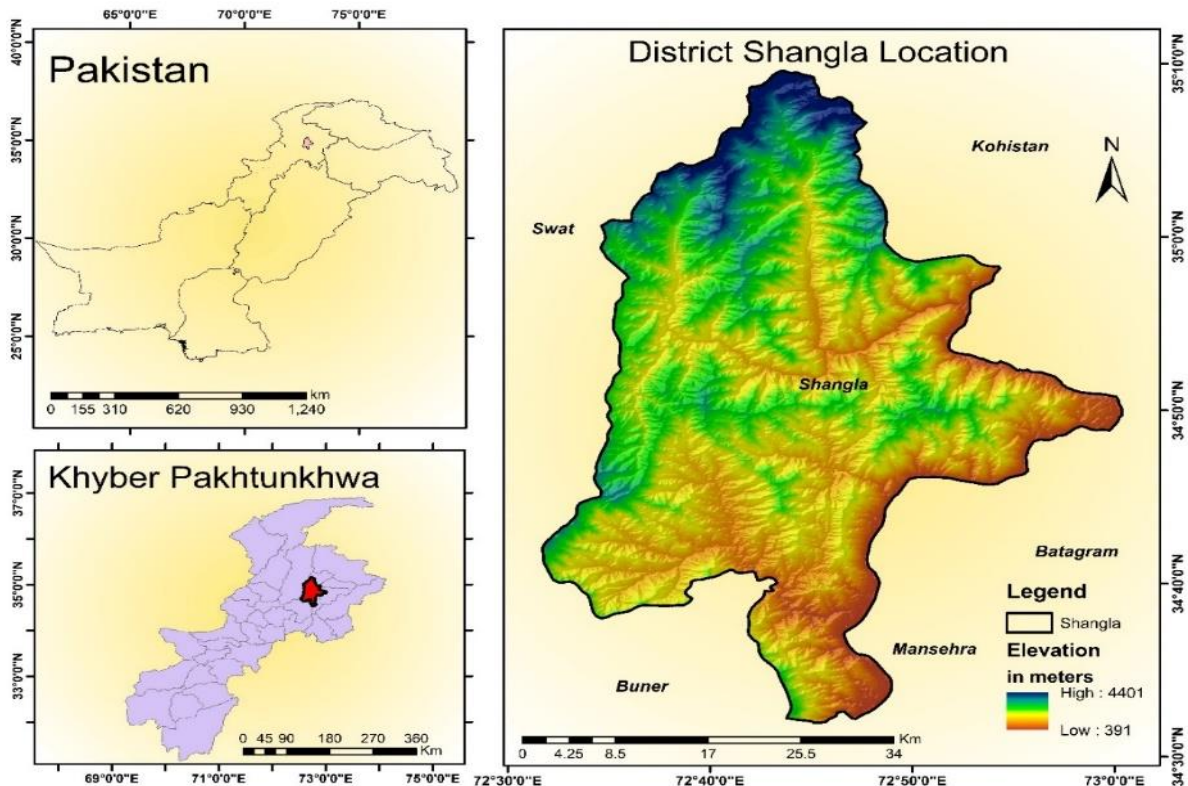 65°0'0"E 70°0'0"E 75°0'0"E
40°0'0"N
35°0'0"N
30°0'0"N
25°0'0"N
Pakistan
0 155 310 620 930 1,240 km
Khyber Pakhtunkhwa
37°0'0"N
35°0'0"N
33°0'0"N
0 45 90 180 270 360 Km
69°0'0"E 71°0'0"E 73°0'0"E 75°0'0"E
District Shangla Location
Kohistan
N
Swat
Shangla
Batagram
Mansehra
Buner
Legend
Shangla
Elevation
in meters
High : 4401
Low : 391
0 4.25 8.5 17 25.5 34 Km
35°10'0"N
35°0'0"N
34°50'0"N
34°40'0"N
34°30'0"N
72°30'0"E 72°40'0"E 72°50'0"E 73°0'0"E